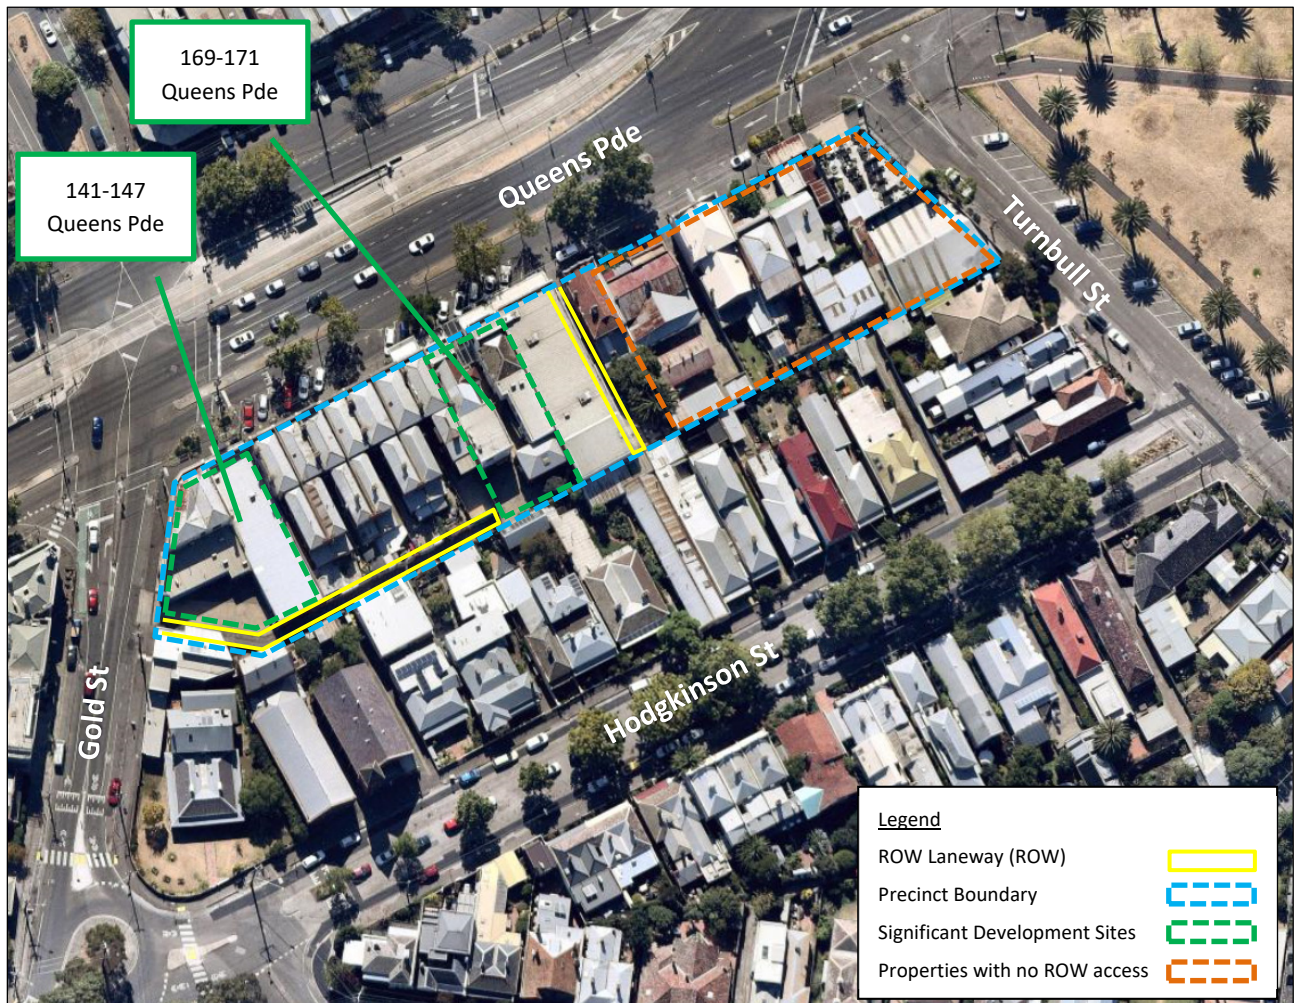 169-171
Queens Pde
141-147
Queens Pde
Queens Pde
Turnbull St
Gold St
Hodgkinson St
Legend
ROW Laneway (ROW)
Precinct Boundary
Significant Development Sites
Properties with no ROW access